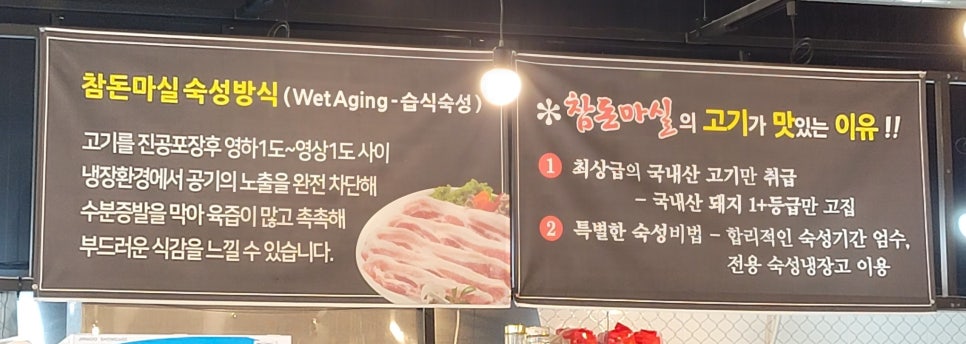 참돈마실 숙성방식 (Wet Aging - 습식숙성)
고기를 진공포장후 영하1도~영상1도 사이
냉장환경에서 공기의 노출을 완전 차단해
수분증발을 막아 육즙이 많고 촉촉해
부드러운 식감을 느낄 수 있습니다.
*참돈마실의 고기가 맛있는 이유!!
1 최상급의 국내산 고기만 취급
- 국내산 돼지 1+등급만 고집
2 특별한 숙성비법 - 합리적인 숙성기간 엄수,
전용 숙성냉장고 이용